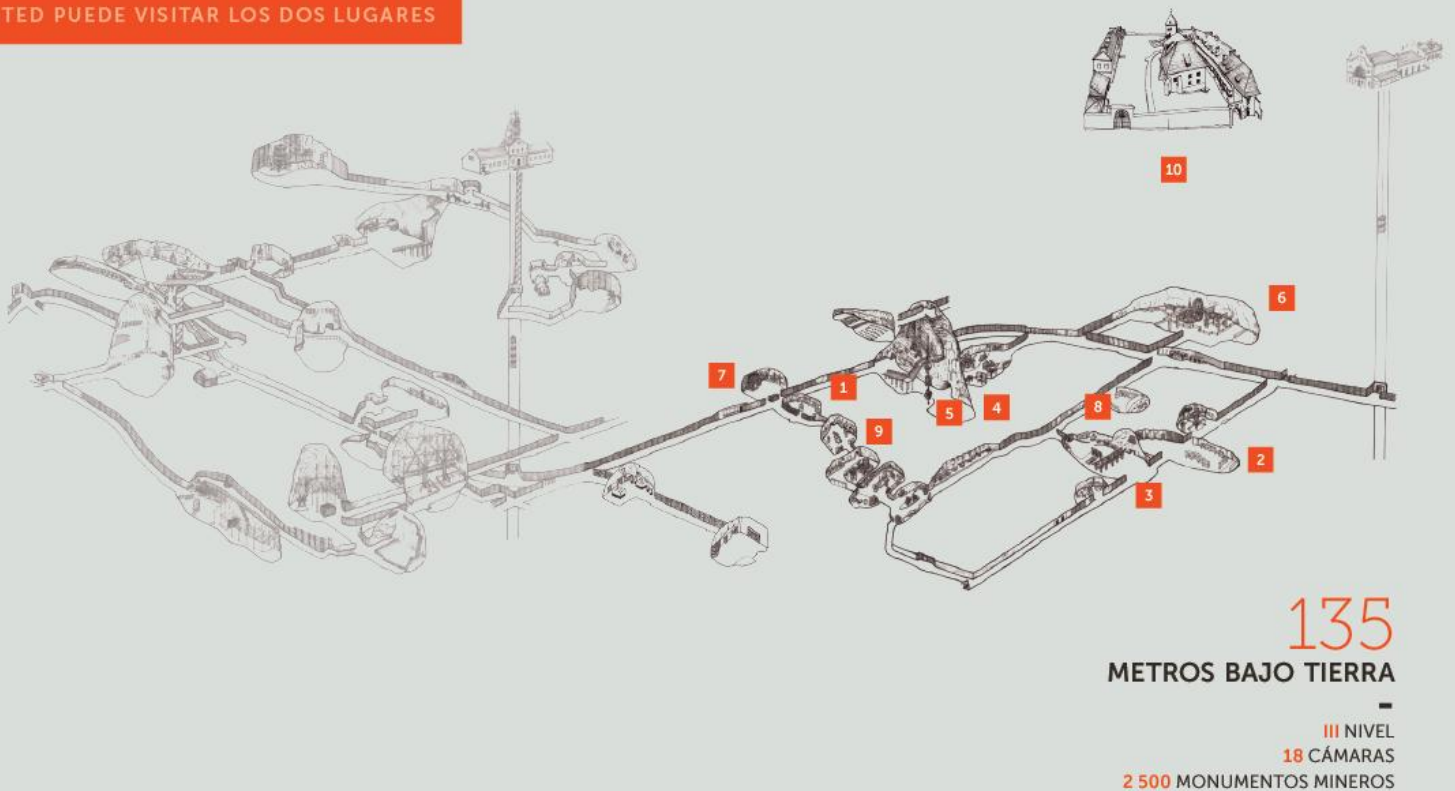 TED PUEDE VISITAR LOS DOS LUGARES
10
6
7
1
5
4
8
9
2
3
135
METROS BAJO TIERRA
-
III NIVEL
18 CÁMARAS
2 500 MONUMENTOS MINEROS